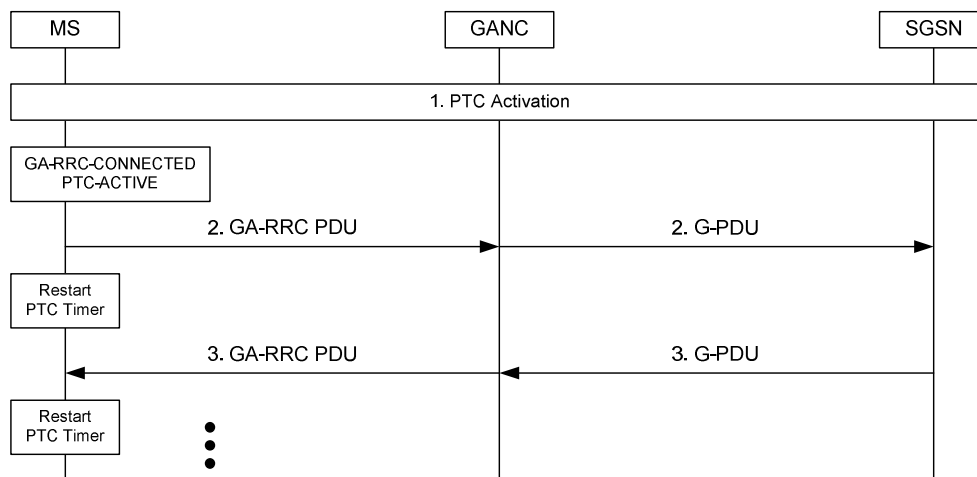 MS
GANC
SGSN
1. PTC Activation
GA-RRC-CONNECTED
PTC-ACTIVE
2. GA-RRC PDU
2. G-PDU
Restart
PTC Timer
3. GA-RRC PDU
3. G-PDU
Restart
PTC Timer